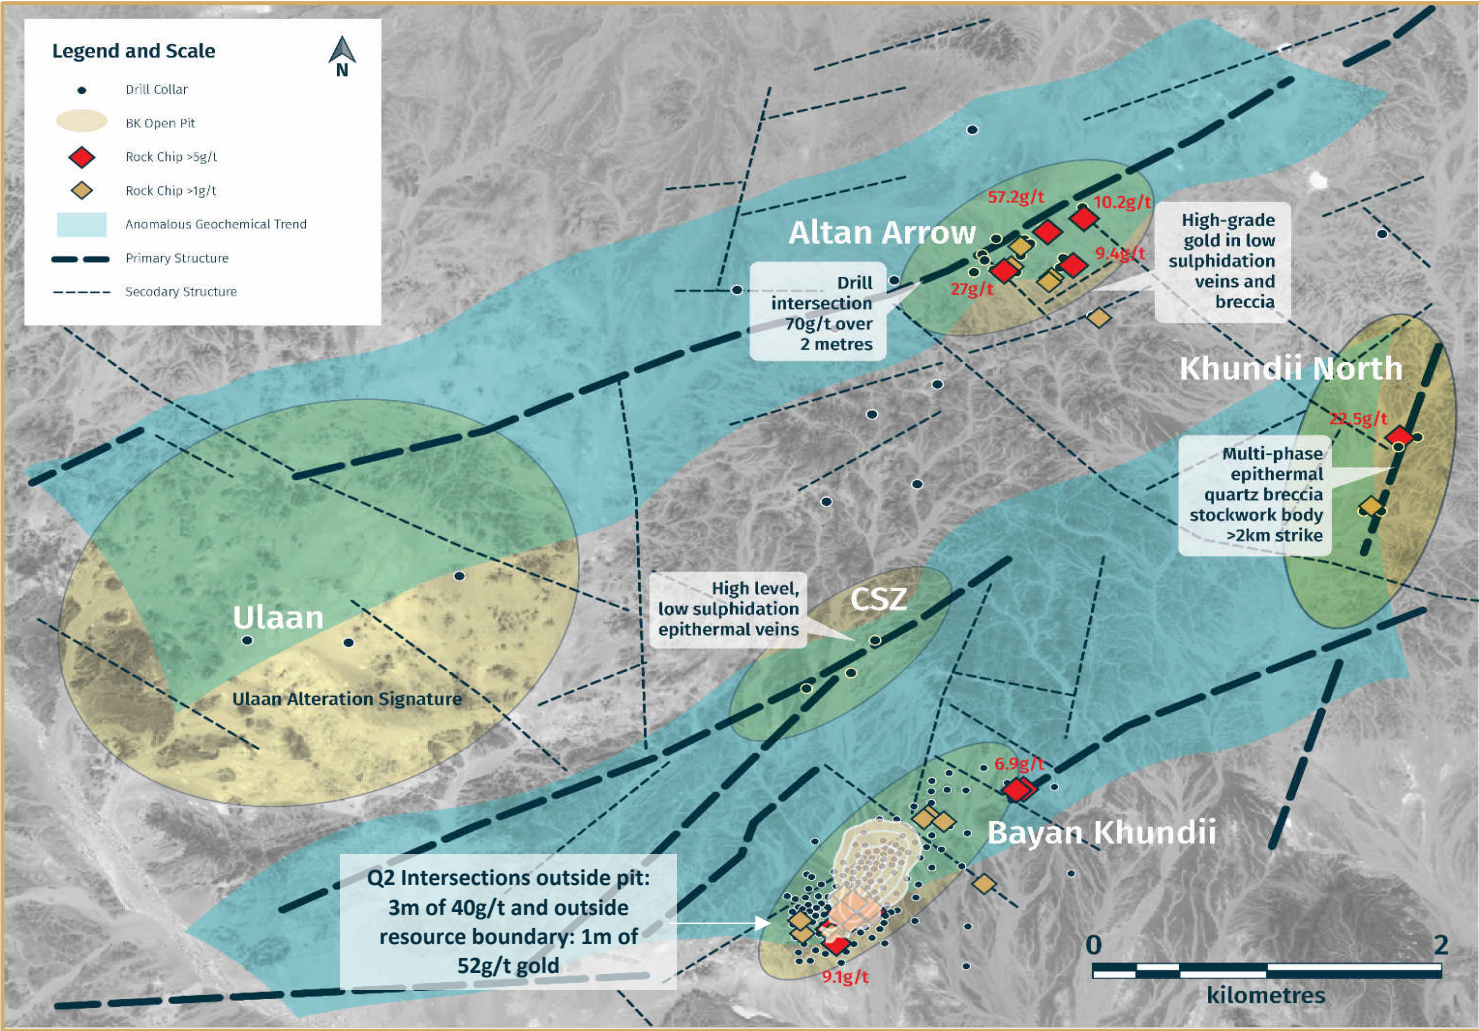 Legend and Scale
N
Drill Collar
BK Open Pit
Rock Chip >5g/t
Rock Chip >1g/t
Anomalous Geochemical Trend
Primary Structure
Secodary Structure
57.2g/t
10.2g/t
Altan Arrow
9.4g/t
27g/t
High-grade
gold in low
sulphidation
veins and
breccia
Drill
intersection
70g/t over
2 metres
Khundii North
22.5g/t
Multi-phase
epithermal
quartz breccia
stockwork body
>2km strike
High level,
low sulphidation
epithermal veins
CSZ
Ulaan
Ulaan Alteration Signature
6.9g/t
Bayan Khundii
Q2 Intersections outside pit:
3m of 40g/t and outside
resource boundary: 1m of
52g/t gold
9.1g/t
0
2
kilometres